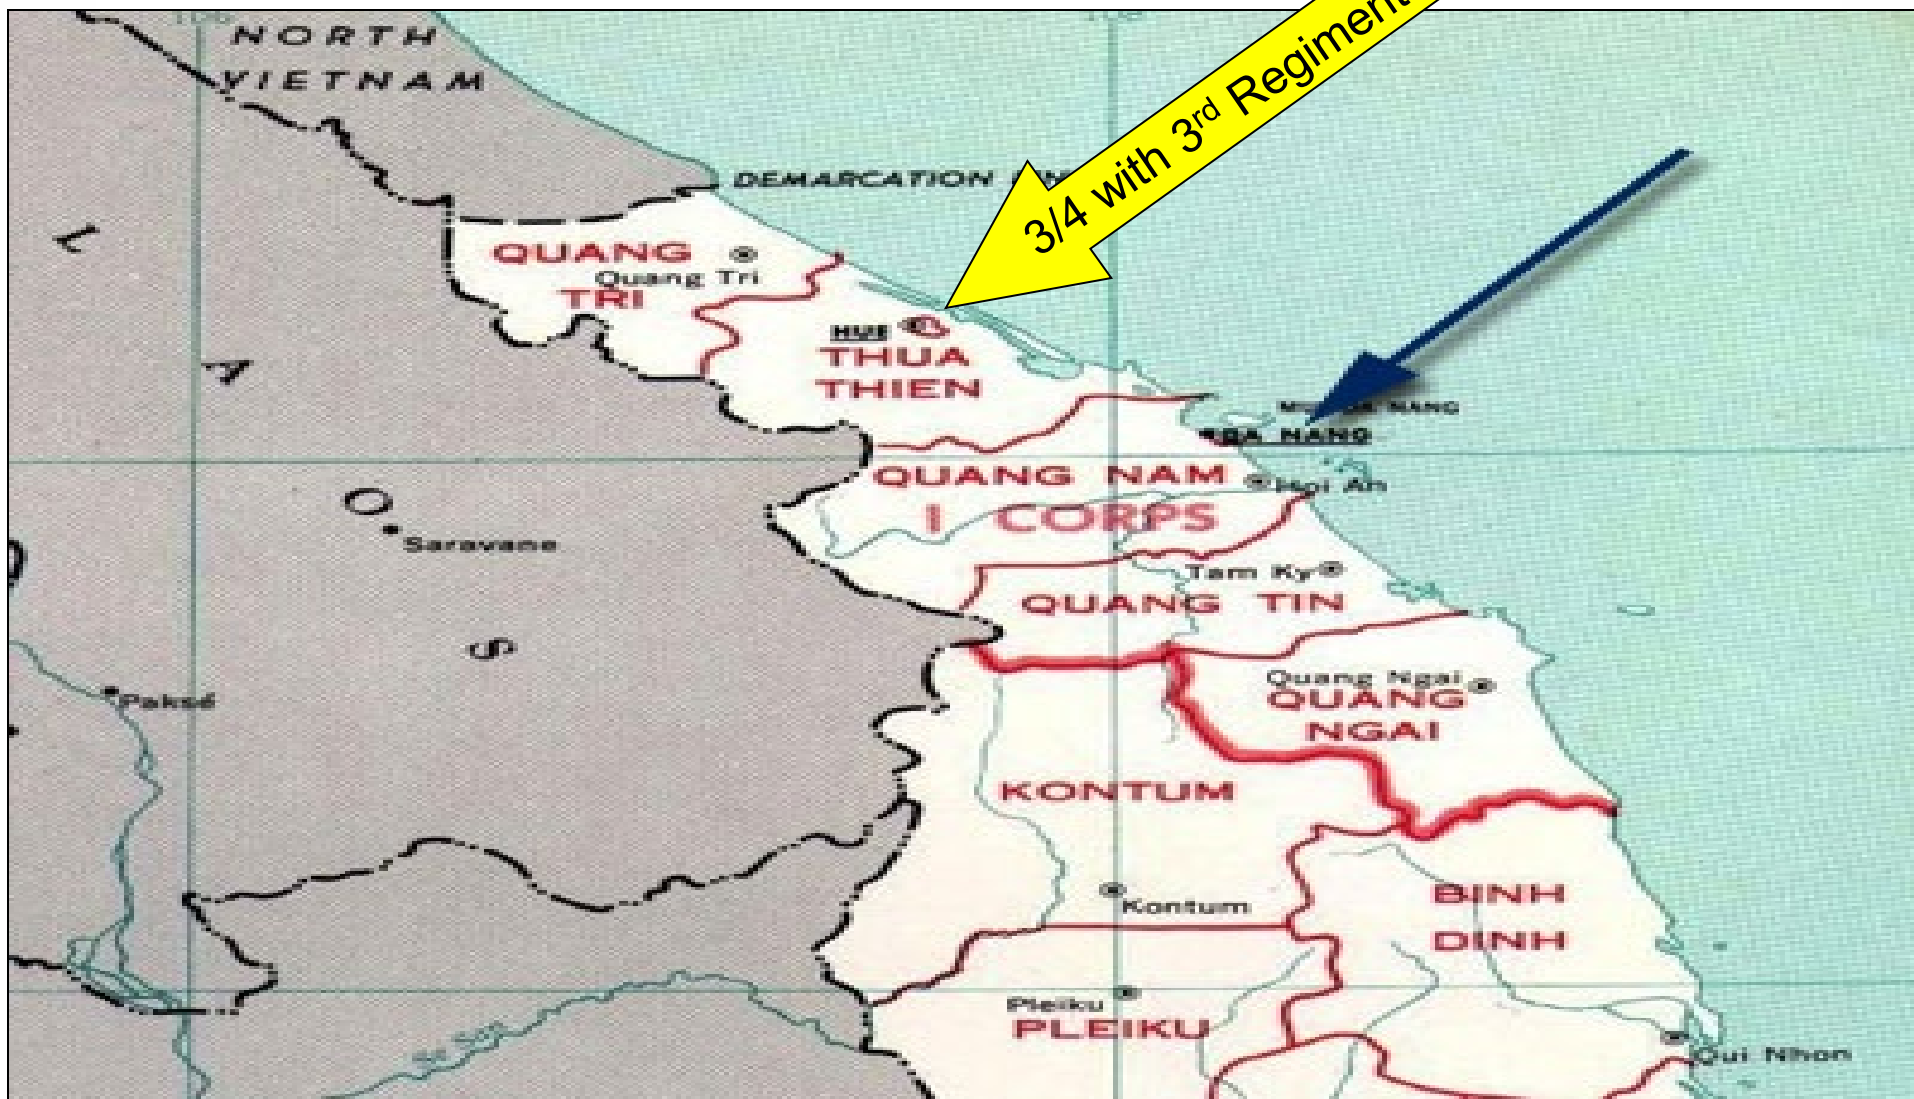 NORTH
VIETNAM
3/4 with 3rd Regiment
DEMARCATION
QUANG
Quang Tri
TRI
HUE
THUA
THIEN
DA NANG
QUANG NAM
Hoi An
I CORPS
L A O S
Saravane
Tam Ky
QUANG TIN
Paksé
Quang Ngai
QUANG
NGAI
KONTUM
Kontum
BINH
DINH
Pleiku
PLEIKU
Qui Nhon